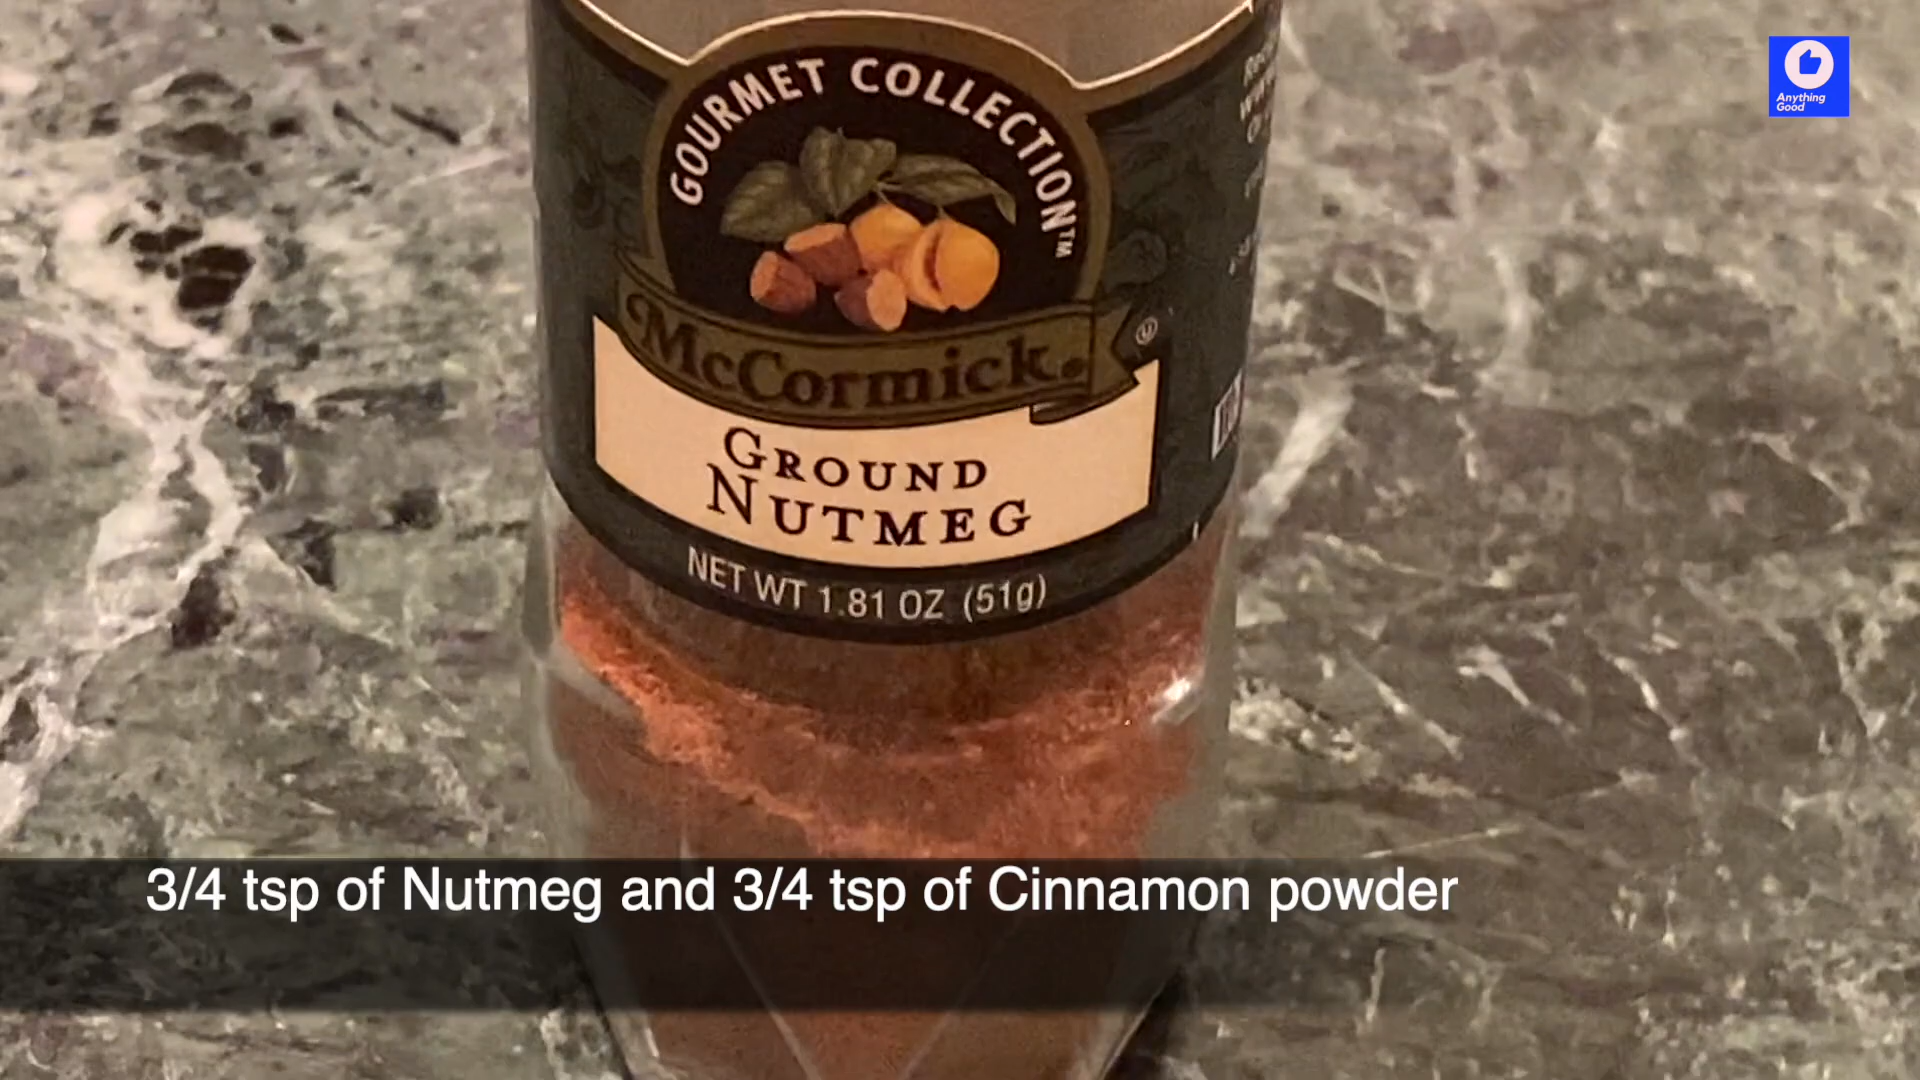 GOURMET COLLECTION™
McCormick®
GROUND
NUTMEG
NET WT 1.81 OZ (51g)
Anything
Good
3/4 tsp of Nutmeg and 3/4 tsp of Cinnamon powder